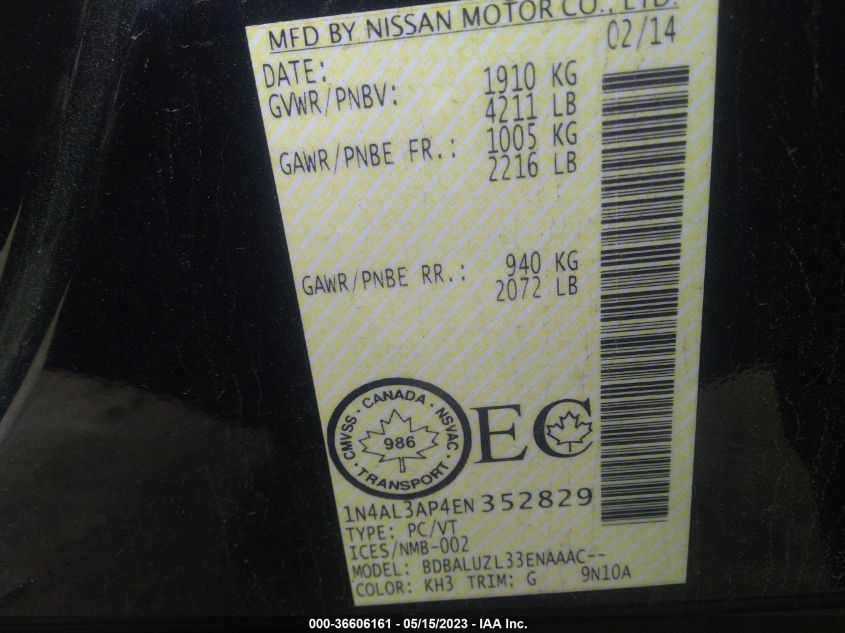 MFD BY NISSAN MOTOR CO., LTD.
DATE: 02/14
GVWR/PNBV: 1910 KG
4211 LB
GAWR/PNBE FR.: 1005 KG
2216 LB
GAWR/PNBE RR.: 940 KG
2072 LB
CMVSS · CANADA · NSVAC · TRANSPORT ·
986
EC
1N4AL3AP4EN352829
TYPE: PC/VT
ICES/NMB-002
MODEL: BDBALUZL33ENAAAC--
COLOR: KH3 TRIM: G 9N10A
000-36606161 - 05/15/2023 - IAA Inc.